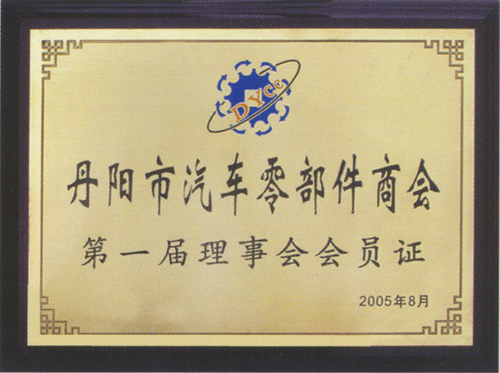 DYCC
丹阳市汽车零部件商会
第一届理事会会员证
2005年8月